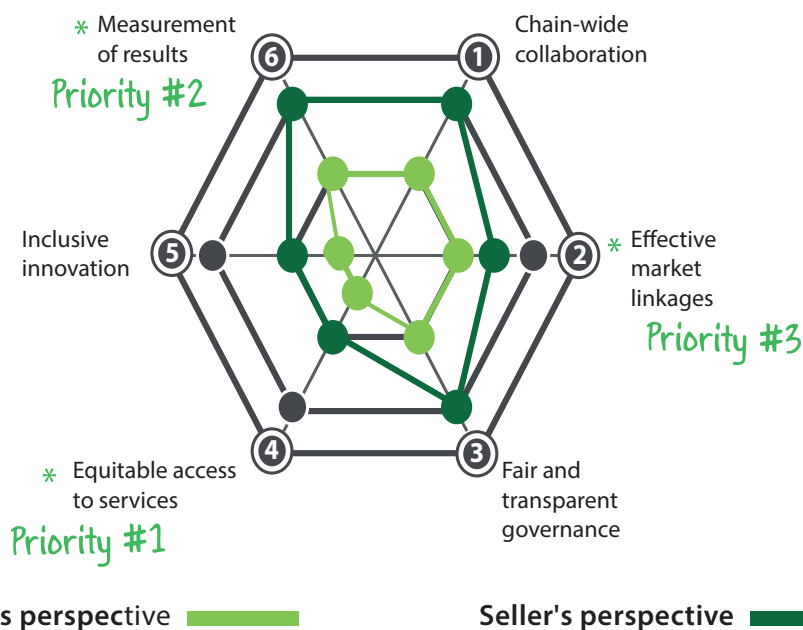 * Measurement
of results
Priority #2
6
1
Chain-wide
collaboration
Inclusive
innovation
5
2
* Effective
market
linkages
Priority #3
* Equitable access
to services
Priority #1
4
3
Fair and
transparent
governance
s perspective
Seller's perspective